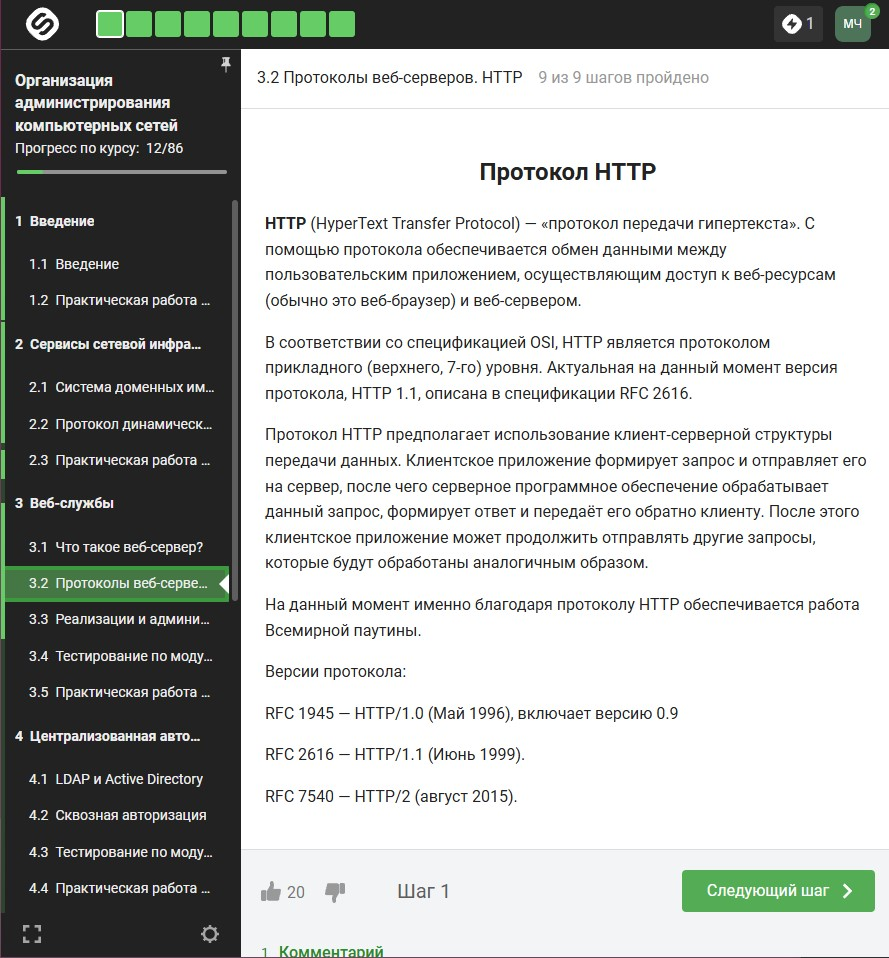 1
МЧ
2
Организация
администрирования
компьютерных сетей
Прогресс по курсу: 12/86
1 Введение
1.1 Введение
1.2 Практическая работа ...
2 Сервисы сетевой инфра...
2.1 Система доменных им...
2.2 Протокол динамическ...
2.3 Практическая работа ...
3 Веб-службы
3.1 Что такое веб-сервер?
3.2 Протоколы веб-серве...
3.3 Реализации и админи...
3.4 Тестирование по моду...
3.5 Практическая работа ...
4 Централизованная авто...
4.1 LDAP и Active Directory
4.2 Сквозная авторизация
4.3 Тестирование по моду...
4.4 Практическая работа ...
3.2 Протоколы веб-серверов. HTTP 9 из 9 шагов пройдено
Протокол HTTP
HTTP (HyperText Transfer Protocol) — «протокол передачи гипертекста». С
помощью протокола обеспечивается обмен данными между
пользовательским приложением, осуществляющим доступ к веб-ресурсам
(обычно это веб-браузер) и веб-сервером.
В соответствии со спецификацией OSI, HTTP является протоколом
прикладного (верхнего, 7-го) уровня. Актуальная на данный момент версия
протокола, HTTP 1.1, описана в спецификации RFC 2616.
Протокол HTTP предполагает использование клиент-серверной структуры
передачи данных. Клиентское приложение формирует запрос и отправляет его
на сервер, после чего серверное программное обеспечение обрабатывает
данный запрос, формирует ответ и передаёт его обратно клиенту. После этого
клиентское приложение может продолжить отправлять другие запросы,
которые будут обработаны аналогичным образом.
На данный момент именно благодаря протоколу HTTP обеспечивается работа
Всемирной паутины.
Версии протокола:
RFC 1945 — HTTP/1.0 (Май 1996), включает версию 0.9
RFC 2616 — HTTP/1.1 (Июнь 1999).
RFC 7540 — HTTP/2 (август 2015).
20
Шаг 1
Следующий шаг
1 Комментарий